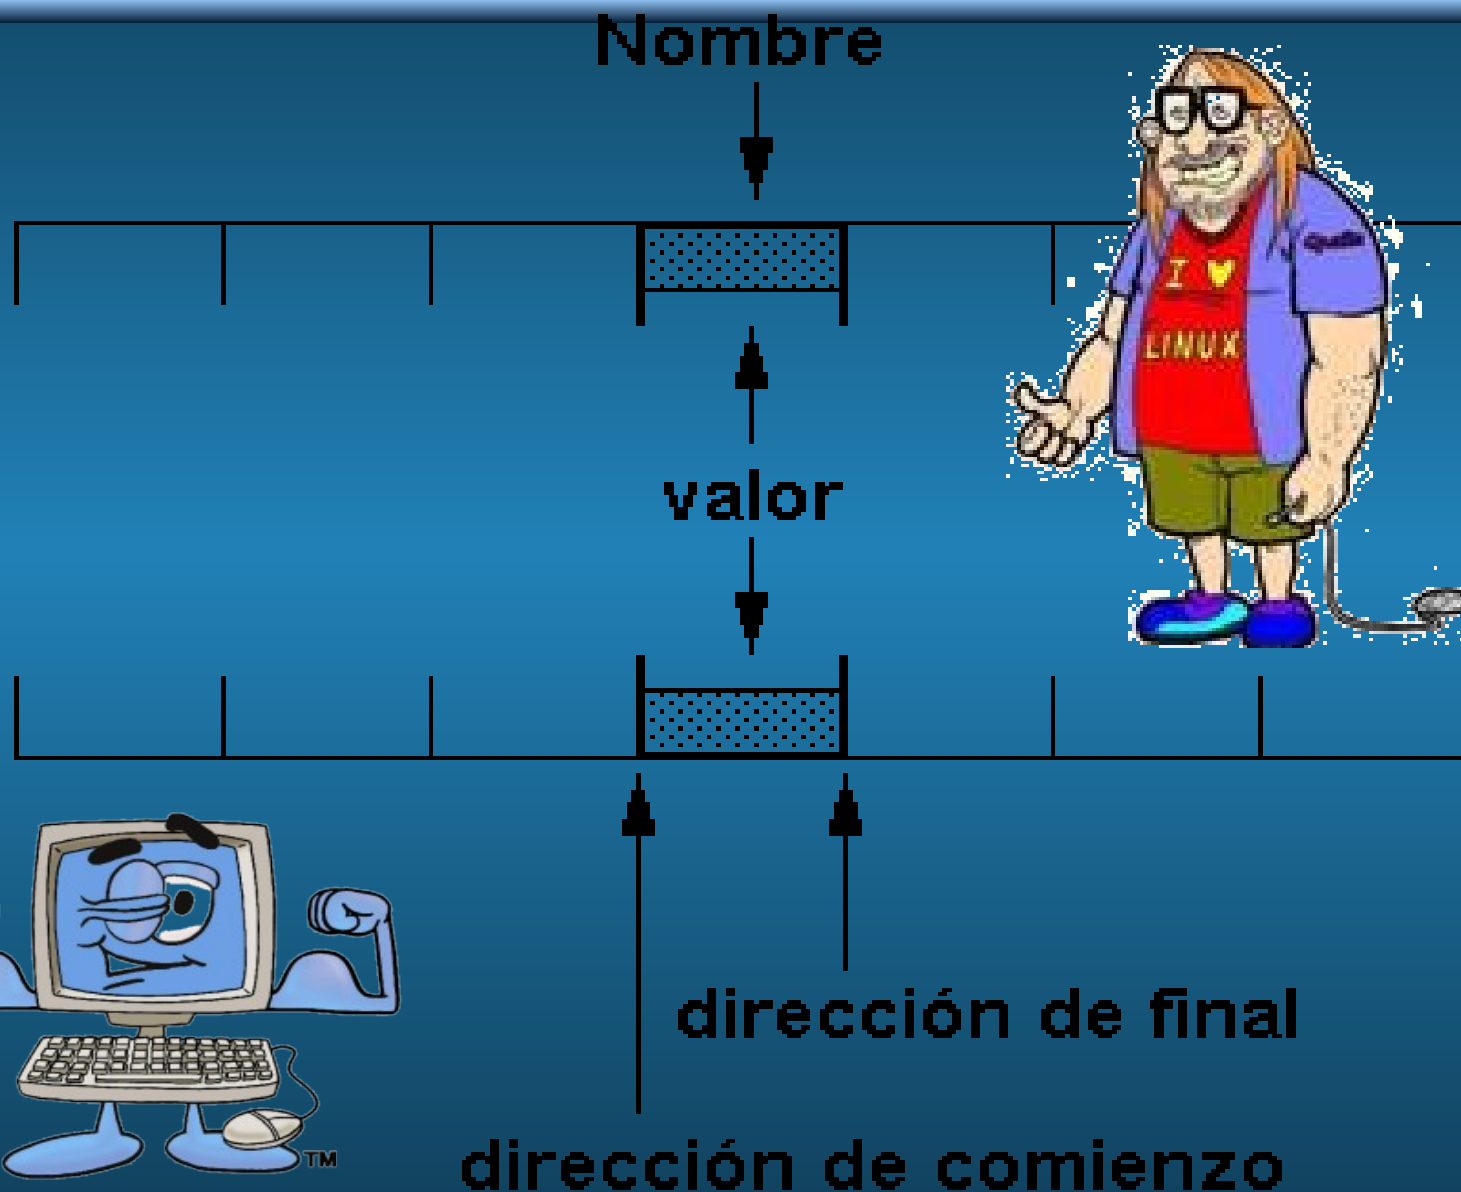 Nombre
I
LINUX
valor
dirección de final
TM
dirección de comienzo